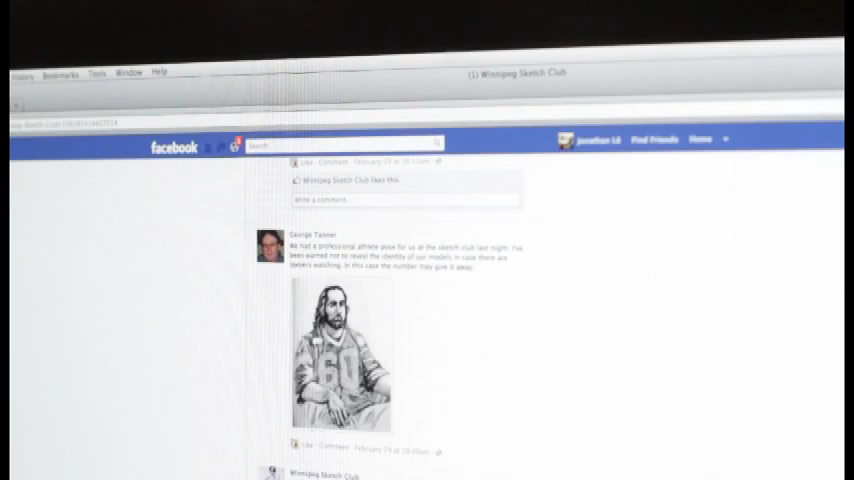 History Bookmarks Tools Window Help
(1) Winnipeg Sketch Club
facebook
Search
Jonathan Lê Find Friends Home
Like · Comment · February 29 at 10:11am
Winnipeg Sketch Club likes this.
Write a comment...
George Tanner
We had a professional athlete pose for us at the sketch club last night. I've
been warned not to reveal the identity of our models in case there are
lawyers watching. In this case the number may give it away.
60
Like · Comment · February 29 at 10:09am
Winnipeg Sketch Club